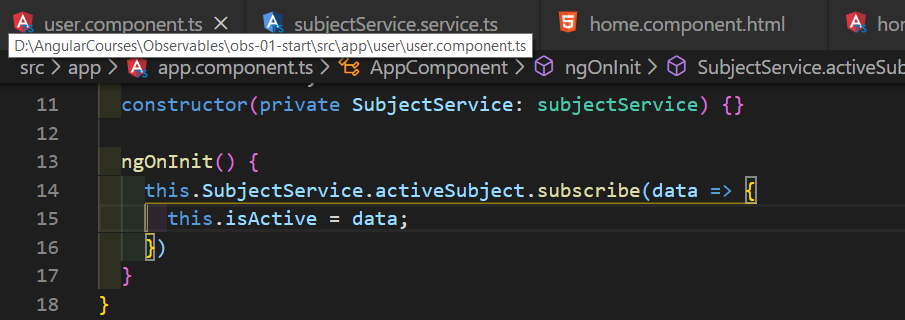 user.component.ts
subjectService.service.ts
home.component.html
D:\AngularCourses\Observables\obs-01-start\src\app\user\user.component.ts
src > app > app.component.ts > AppComponent > ngOnInit > SubjectService.activeSub
11 constructor(private SubjectService: subjectService) {}
12
13 ngOnInit() {
14 this.SubjectService.activeSubject.subscribe(data => {
15 this.isActive = data;
16 })
17 }
18 }